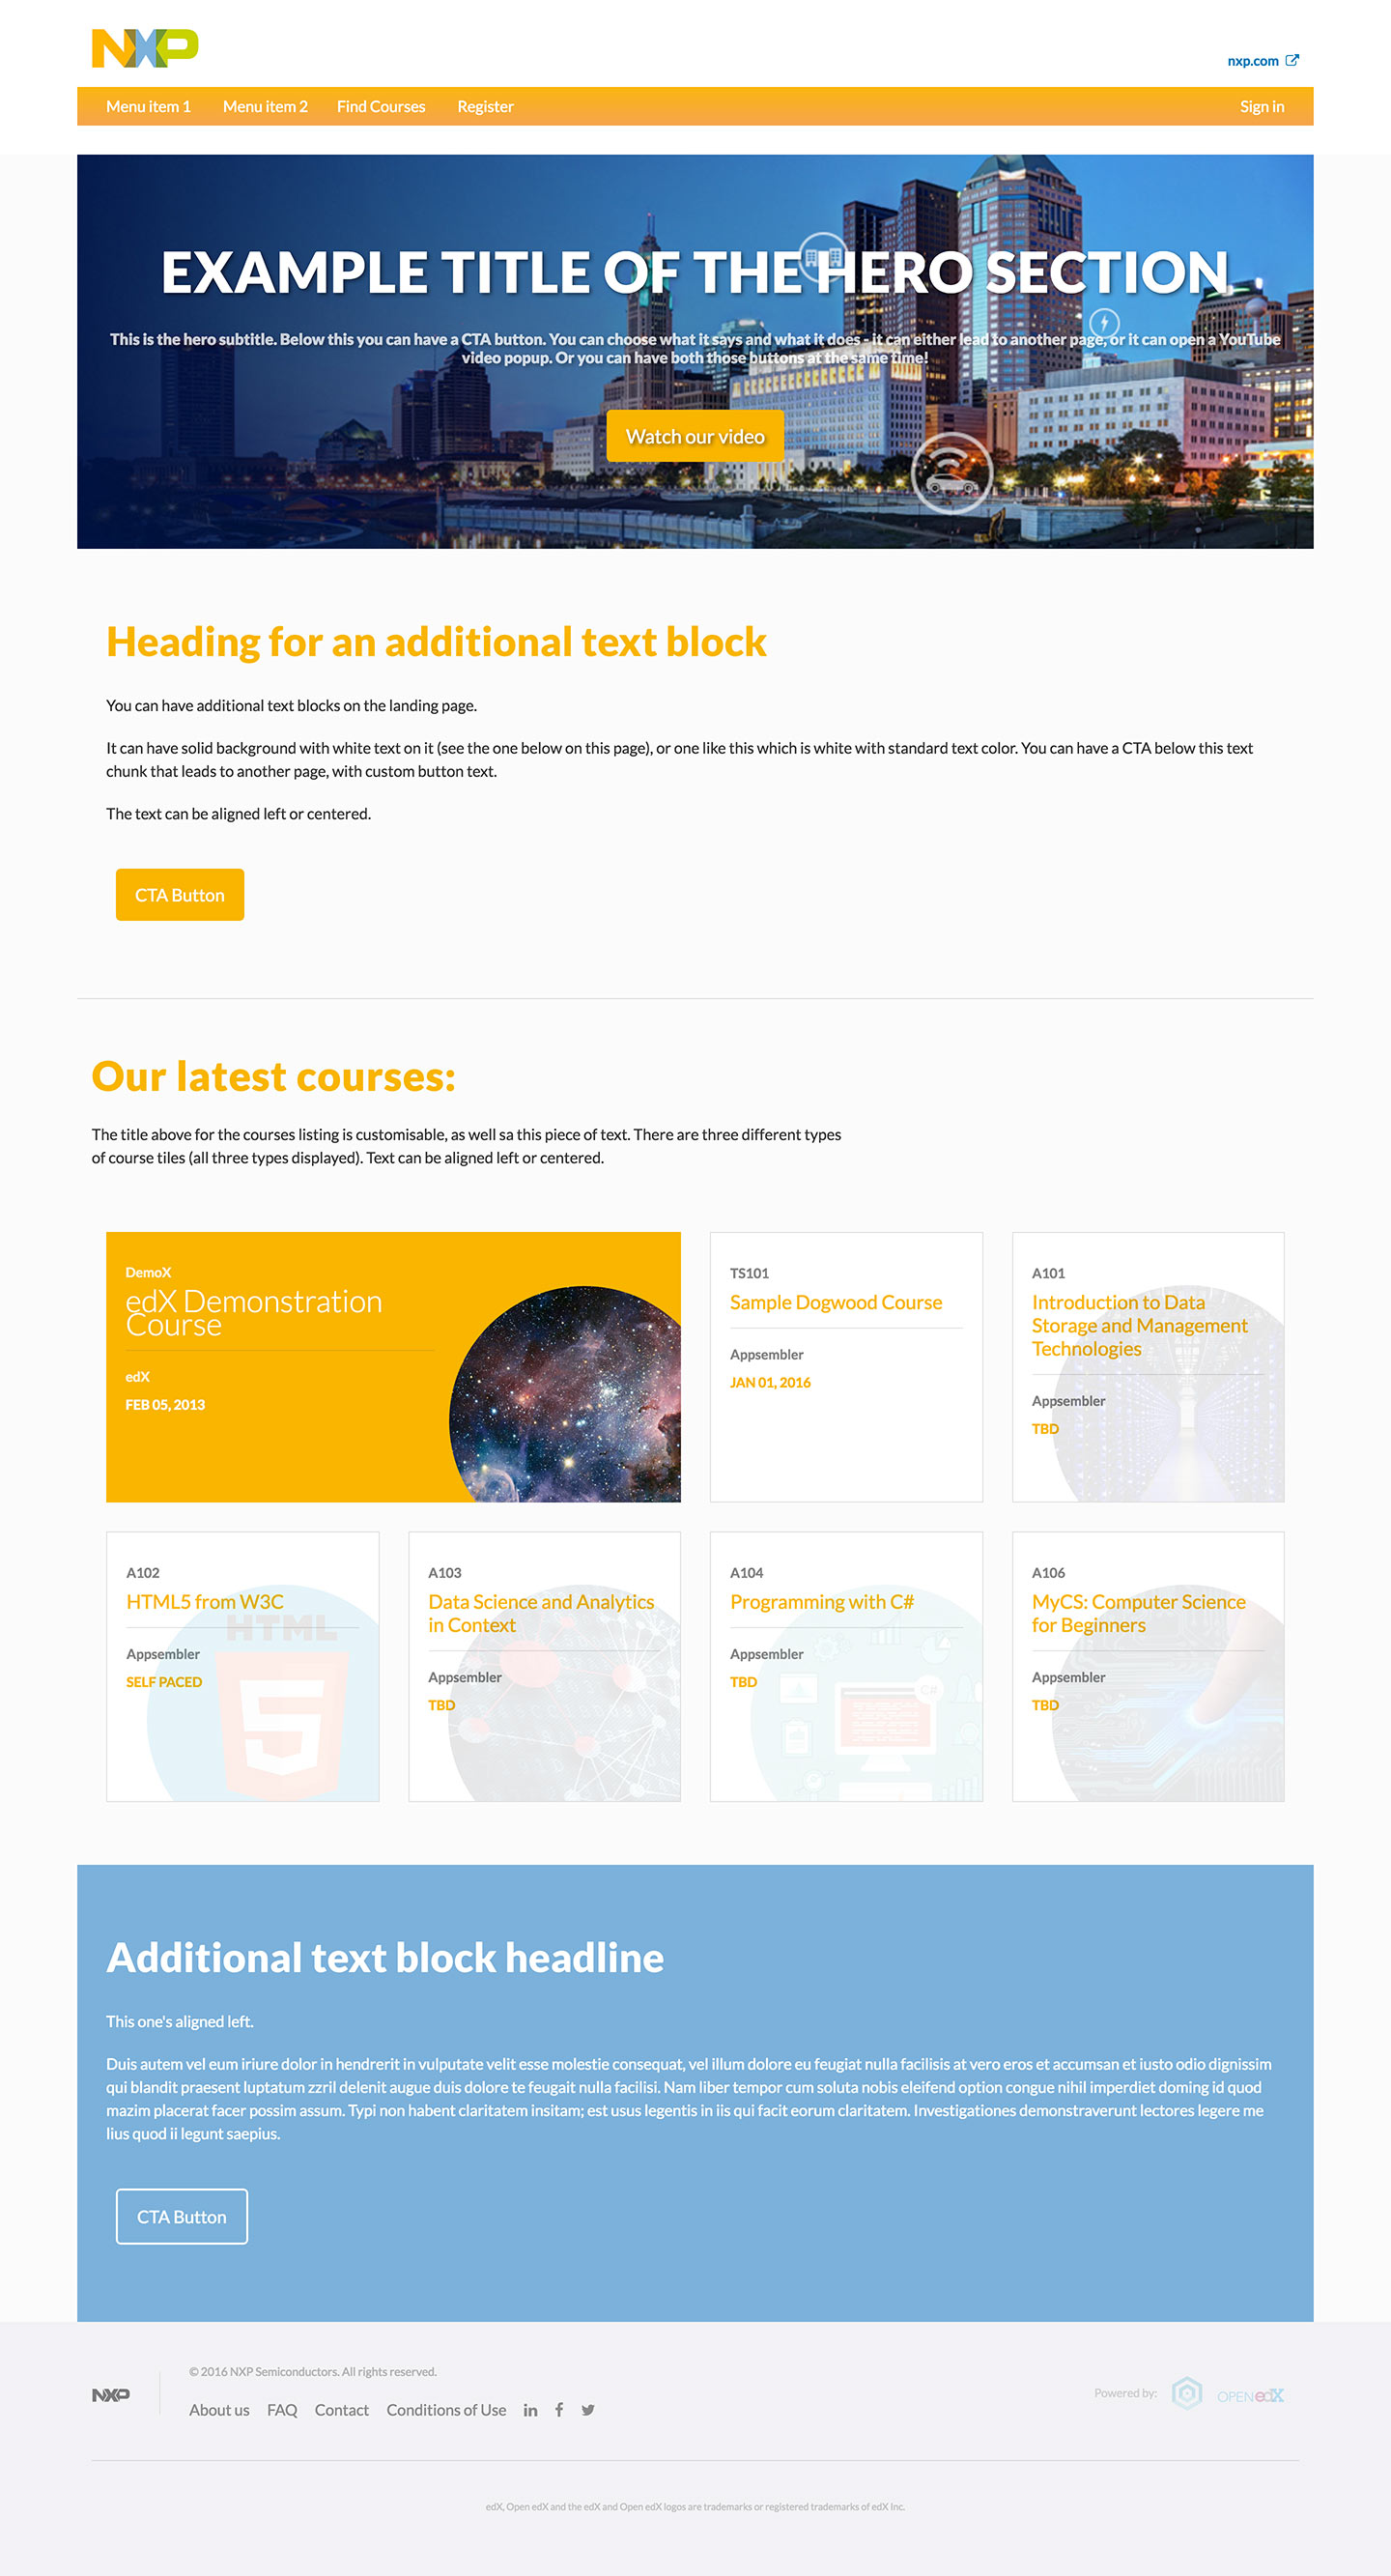 NXP
nxp.com
Menu item 1 Menu item 2 Find Courses Register Sign in
EXAMPLE TITLE OF THE HERO SECTION
This is the hero subtitle. Below this you can have a CTA button. You can choose what it says and what it does - it can either lead to another page, or it can open a YouTube
video popup. Or you can have both those buttons at the same time!
Watch our video
Heading for an additional text block
You can have additional text blocks on the landing page.
It can have solid background with white text on it (see the one below on this page), or one like this which is white with standard text color. You can have a CTA below this text
chunk that leads to another page, with custom button text.
The text can be aligned left or centered.
CTA Button
Our latest courses:
The title above for the courses listing is customisable, as well sa this piece of text. There are three different types
of course tiles (all three types displayed). Text can be aligned left or centered.
DemoX
edX Demonstration
Course
edX
FEB 05, 2013
TS101
Sample Dogwood Course
Appsembler
JAN 01, 2016
A101
Introduction to Data
Storage and Management
Technologies
Appsembler
TBD
A102
HTML5 from W3C
HTML
Appsembler
SELF PACED
5
A103
Data Science and Analytics
in Context
Appsembler
TBD
A104
Programming with C#
Appsembler
TBD
C#
A106
MyCS: Computer Science
for Beginners
Appsembler
TBD
Additional text block headline
This one's aligned left.
Duis autem vel eum iriure dolor in hendrerit in vulputate velit esse molestie consequat, vel illum dolore eu feugiat nulla facilisis at vero eros et accumsan et iusto odio dignissim
qui blandit praesent luptatum zzril delenit augue duis dolore te feugait nulla facilisi. Nam liber tempor cum soluta nobis eleifend option congue nihil imperdiet doming id quod
mazim placerat facer possim assum. Typi non habent claritatem insitam; est usus legentis in iis qui facit eorum claritatem. Investigationes demonstraverunt lectores legere me
lius quod ii legunt saepius.
CTA Button
NXP
© 2016 NXP Semiconductors. All rights reserved.
About us FAQ Contact Conditions of Use in f
Powered by: OPEN edX
edX, Open edX and the edX and Open edX logos are trademarks or registered trademarks of edX Inc.